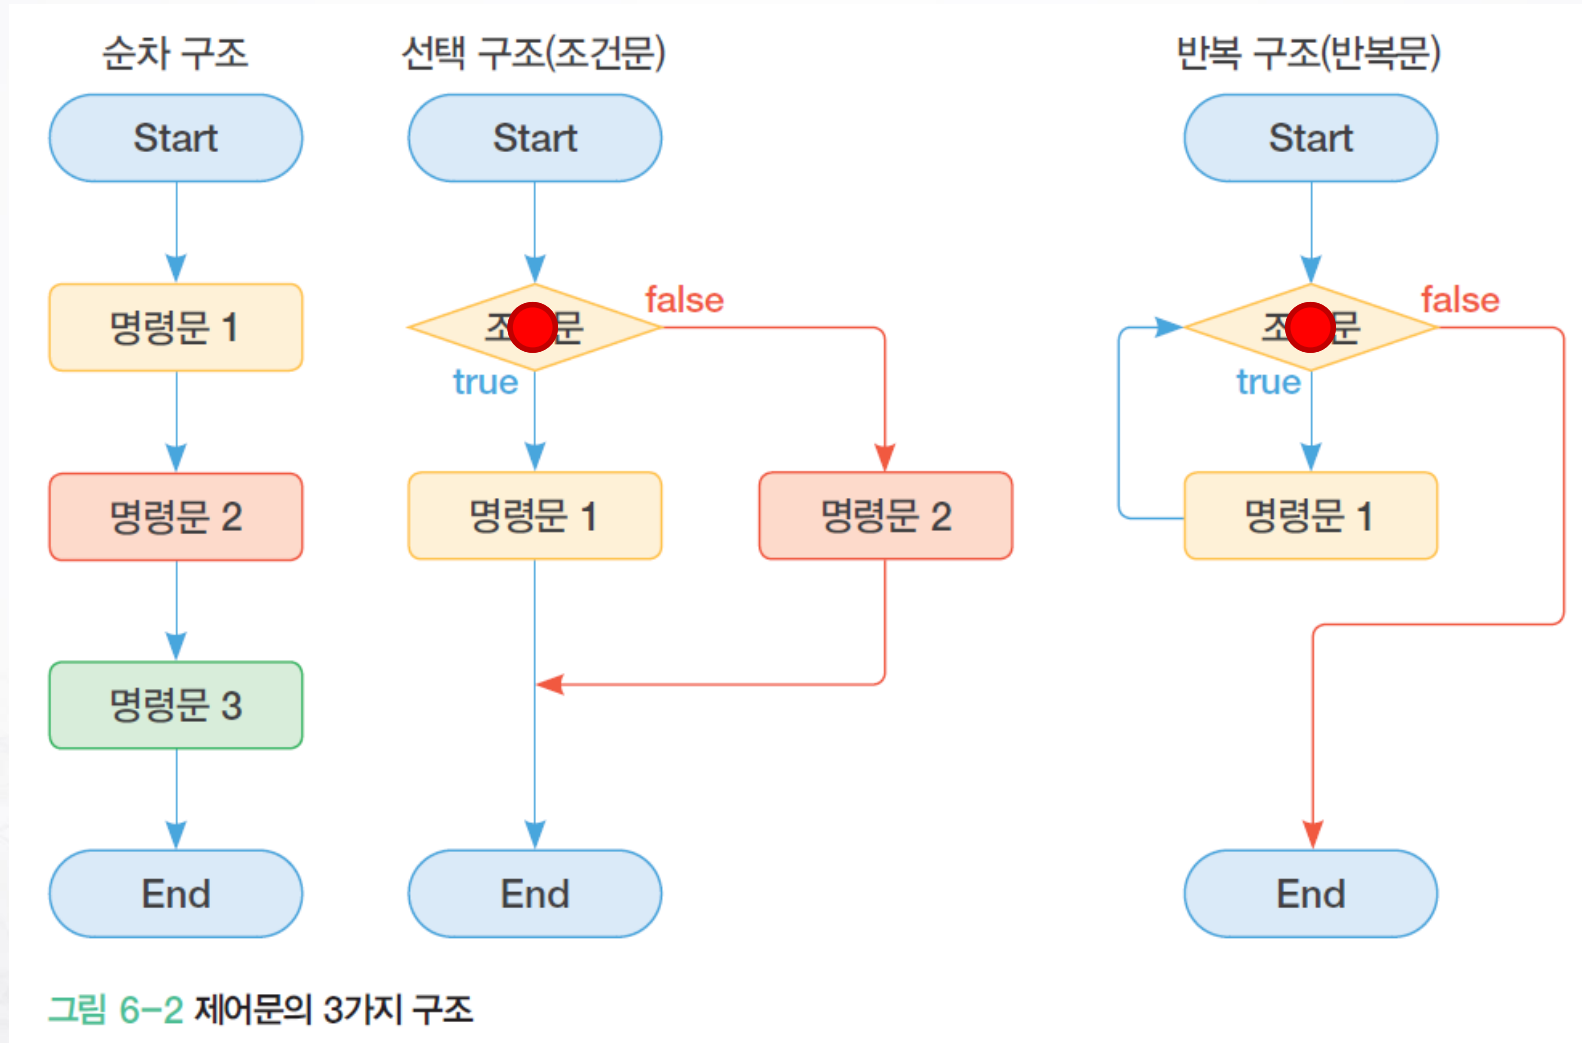 순차 구조
Start
명령문 1
명령문 2
명령문 3
End
선택 구조(조건문)
Start
false
true
명령문 1
명령문 2
End
반복 구조(반복문)
Start
false
true
명령문 1
End
그림 6-2 제어문의 3가지 구조